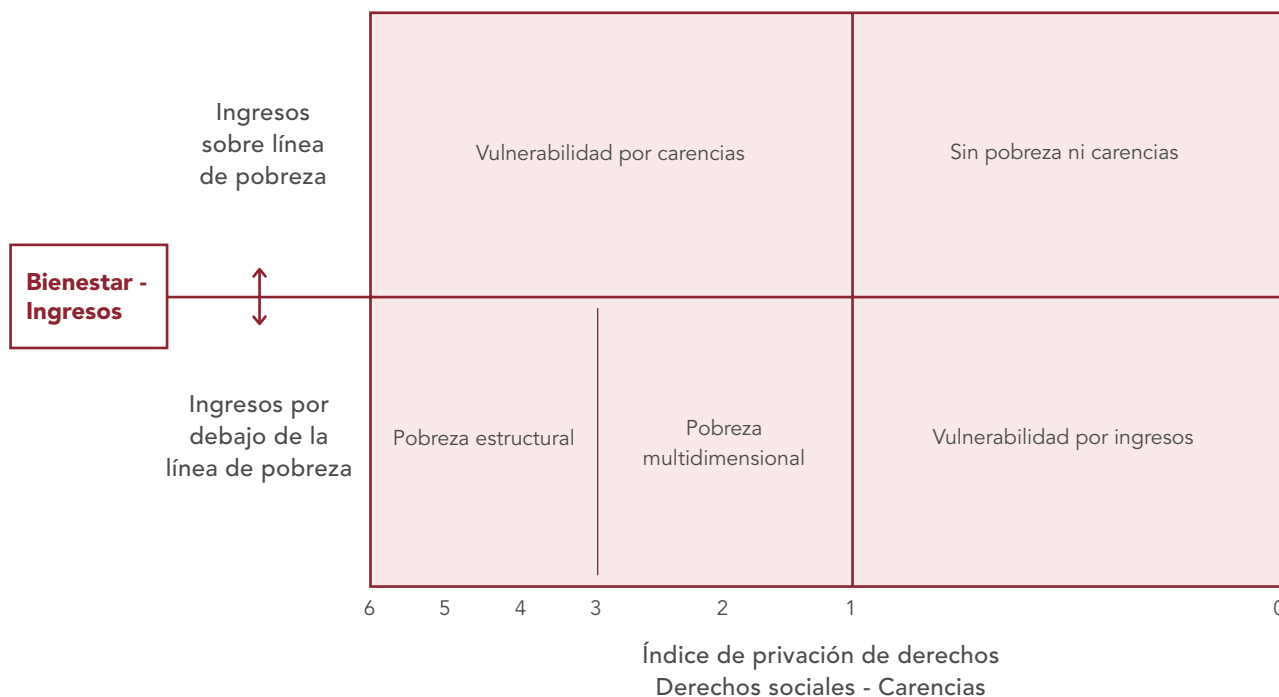 Ingresos
sobre línea
de pobreza
Vulnerabilidad por carencias
Sin pobreza ni carencias
Bienestar -
Ingresos
Ingresos por
debajo de la
línea de pobreza
Pobreza estructural
Pobreza
multidimensional
Vulnerabilidad por ingresos
6 5 4 3 2 1 0
Índice de privación de derechos
Derechos sociales - Carencias